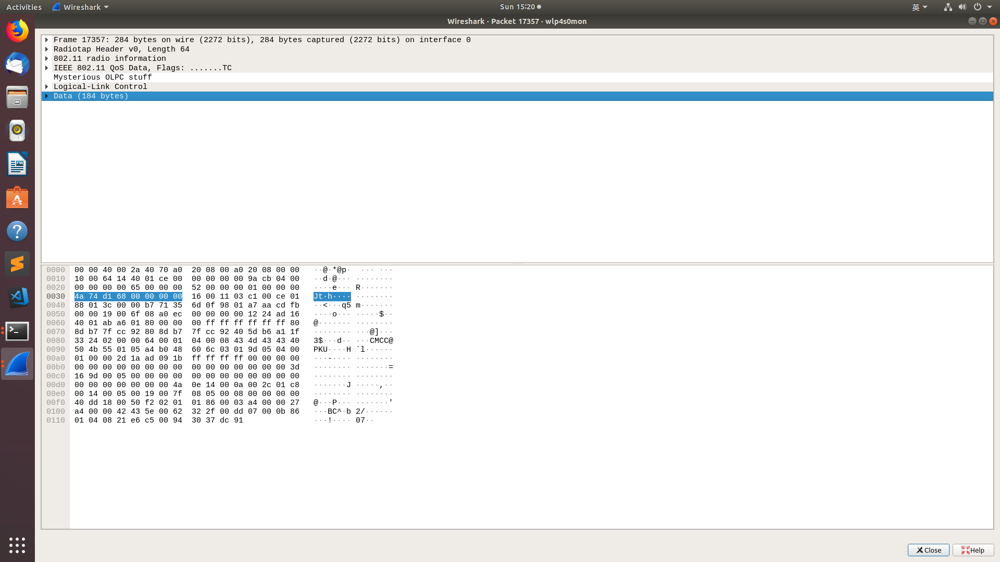 Activities Wireshark Sun 15:20 英
Wireshark · Packet 17357 · wlp4s0mon
Frame 17357: 284 bytes on wire (2272 bits), 284 bytes captured (2272 bits) on interface 0
Radiotap Header v0, Length 64
802.11 radio information
IEEE 802.11 QoS Data, Flags: .......TC
Mysterious OLPC stuff
Logical-Link Control
Data (184 bytes)
0000 00 00 40 00 2a 40 70 a0 20 08 00 a0 20 08 00 00 ··@·*@p· ··· ···
0010 10 00 64 14 40 01 ce 00 00 00 00 00 9a cb 04 00 ··d·@··· ········
0020 00 00 00 00 65 00 00 00 52 00 00 00 01 00 00 00 ····e··· R·······
0030 4a 74 d1 68 00 00 00 00 16 00 11 03 c1 00 ce 01 Jt·h···· ········
0040 88 01 3c 00 00 b7 71 35 6d 0f 98 01 a7 aa cd fb ··<···q5 m·······
0050 00 00 19 00 6f 08 a0 ec 00 00 00 00 12 24 ad 16 ····o··· ·····$··
0060 40 01 ab a6 01 80 00 00 00 ff ff ff ff ff ff 80 @······· ········
0070 8d b7 7f cc 92 80 8d b7 7f cc 92 40 5d b6 a1 1f ········ ···@]···
0080 33 24 02 00 00 64 00 01 04 00 08 43 4d 43 43 40 3$···d·· ···CMCC@
0090 50 4b 55 01 05 a4 b0 48 60 6c 03 01 9d 05 04 00 PKU····H `l······
00a0 01 00 00 2d 1a ad 09 1b ff ff ff ff 00 00 00 00 ···-···· ········
00b0 00 00 00 00 00 00 00 00 00 00 00 00 00 00 00 3d ········ ·······=
00c0 16 9d 00 05 00 00 00 00 00 00 00 00 00 00 00 00 ········ ········
00d0 00 00 00 00 00 00 00 4a 0e 14 00 0a 00 2c 01 c8 ·······J ·····,··
00e0 00 14 00 05 00 19 00 7f 08 05 00 08 00 00 00 00 ········ ········
00f0 40 dd 18 00 50 f2 02 01 01 86 00 03 a4 00 00 27 @···P··· ·······'
0100 a4 00 00 42 43 5e 00 62 32 2f 00 dd 07 00 0b 86 ···BC^·b 2/······
0110 01 04 08 21 e6 c5 00 94 30 37 dc 91 ···!···· 07··
Close Help